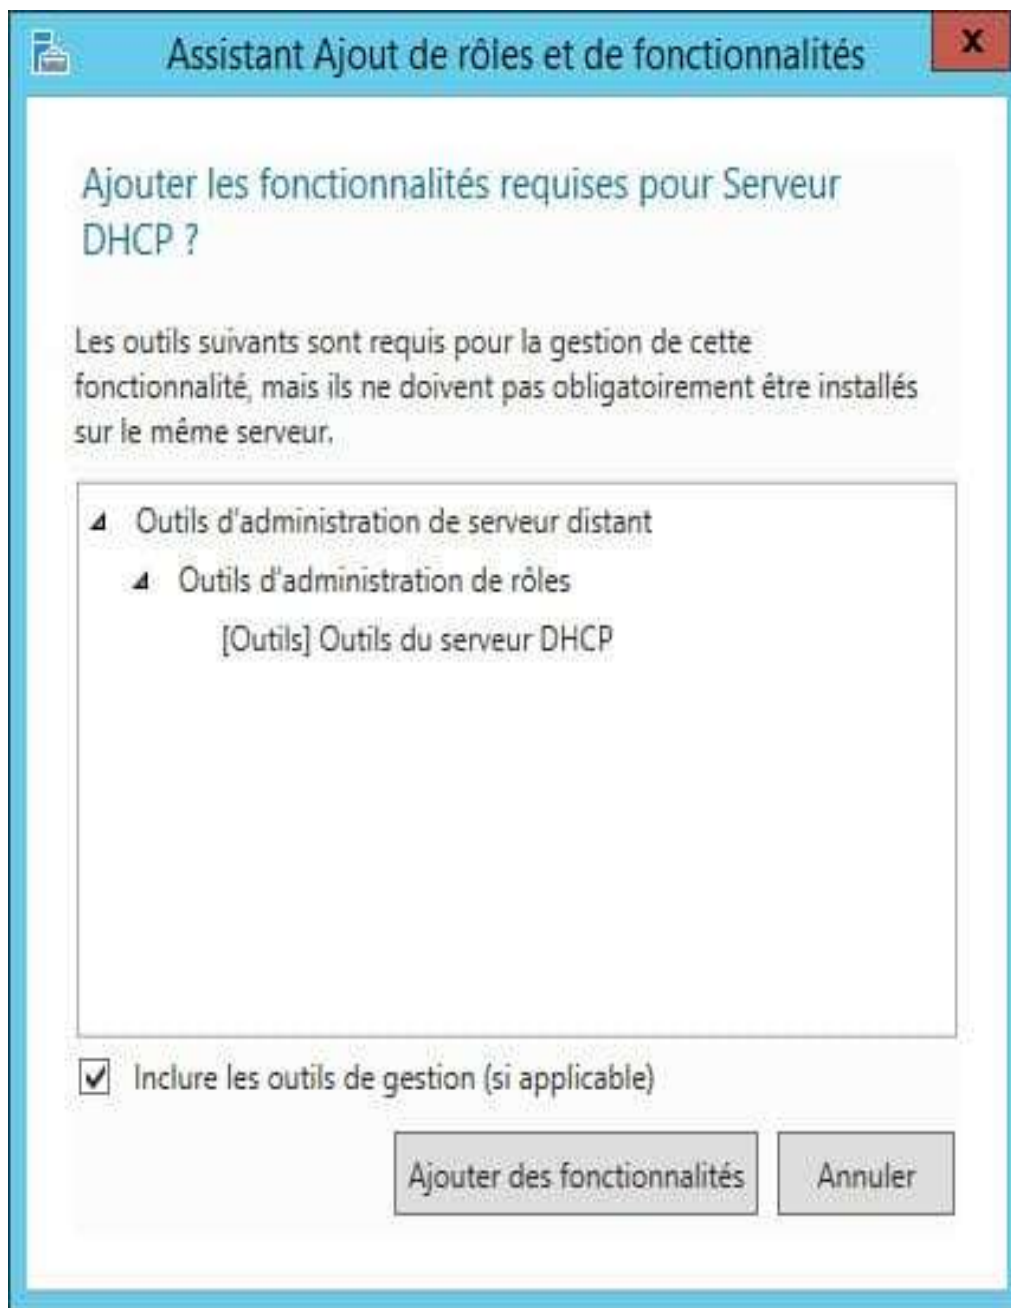 Assistant Ajout de rôles et de fonctionnalités
x
Ajouter les fonctionnalités requises pour Serveur
DHCP ?
Les outils suivants sont requis pour la gestion de cette
fonctionnalité, mais ils ne doivent pas obligatoirement être installés
sur le même serveur.
Outils d'administration de serveur distant
Outils d'administration de rôles
[Outils] Outils du serveur DHCP
Inclure les outils de gestion (si applicable)
Ajouter des fonctionnalités
Annuler